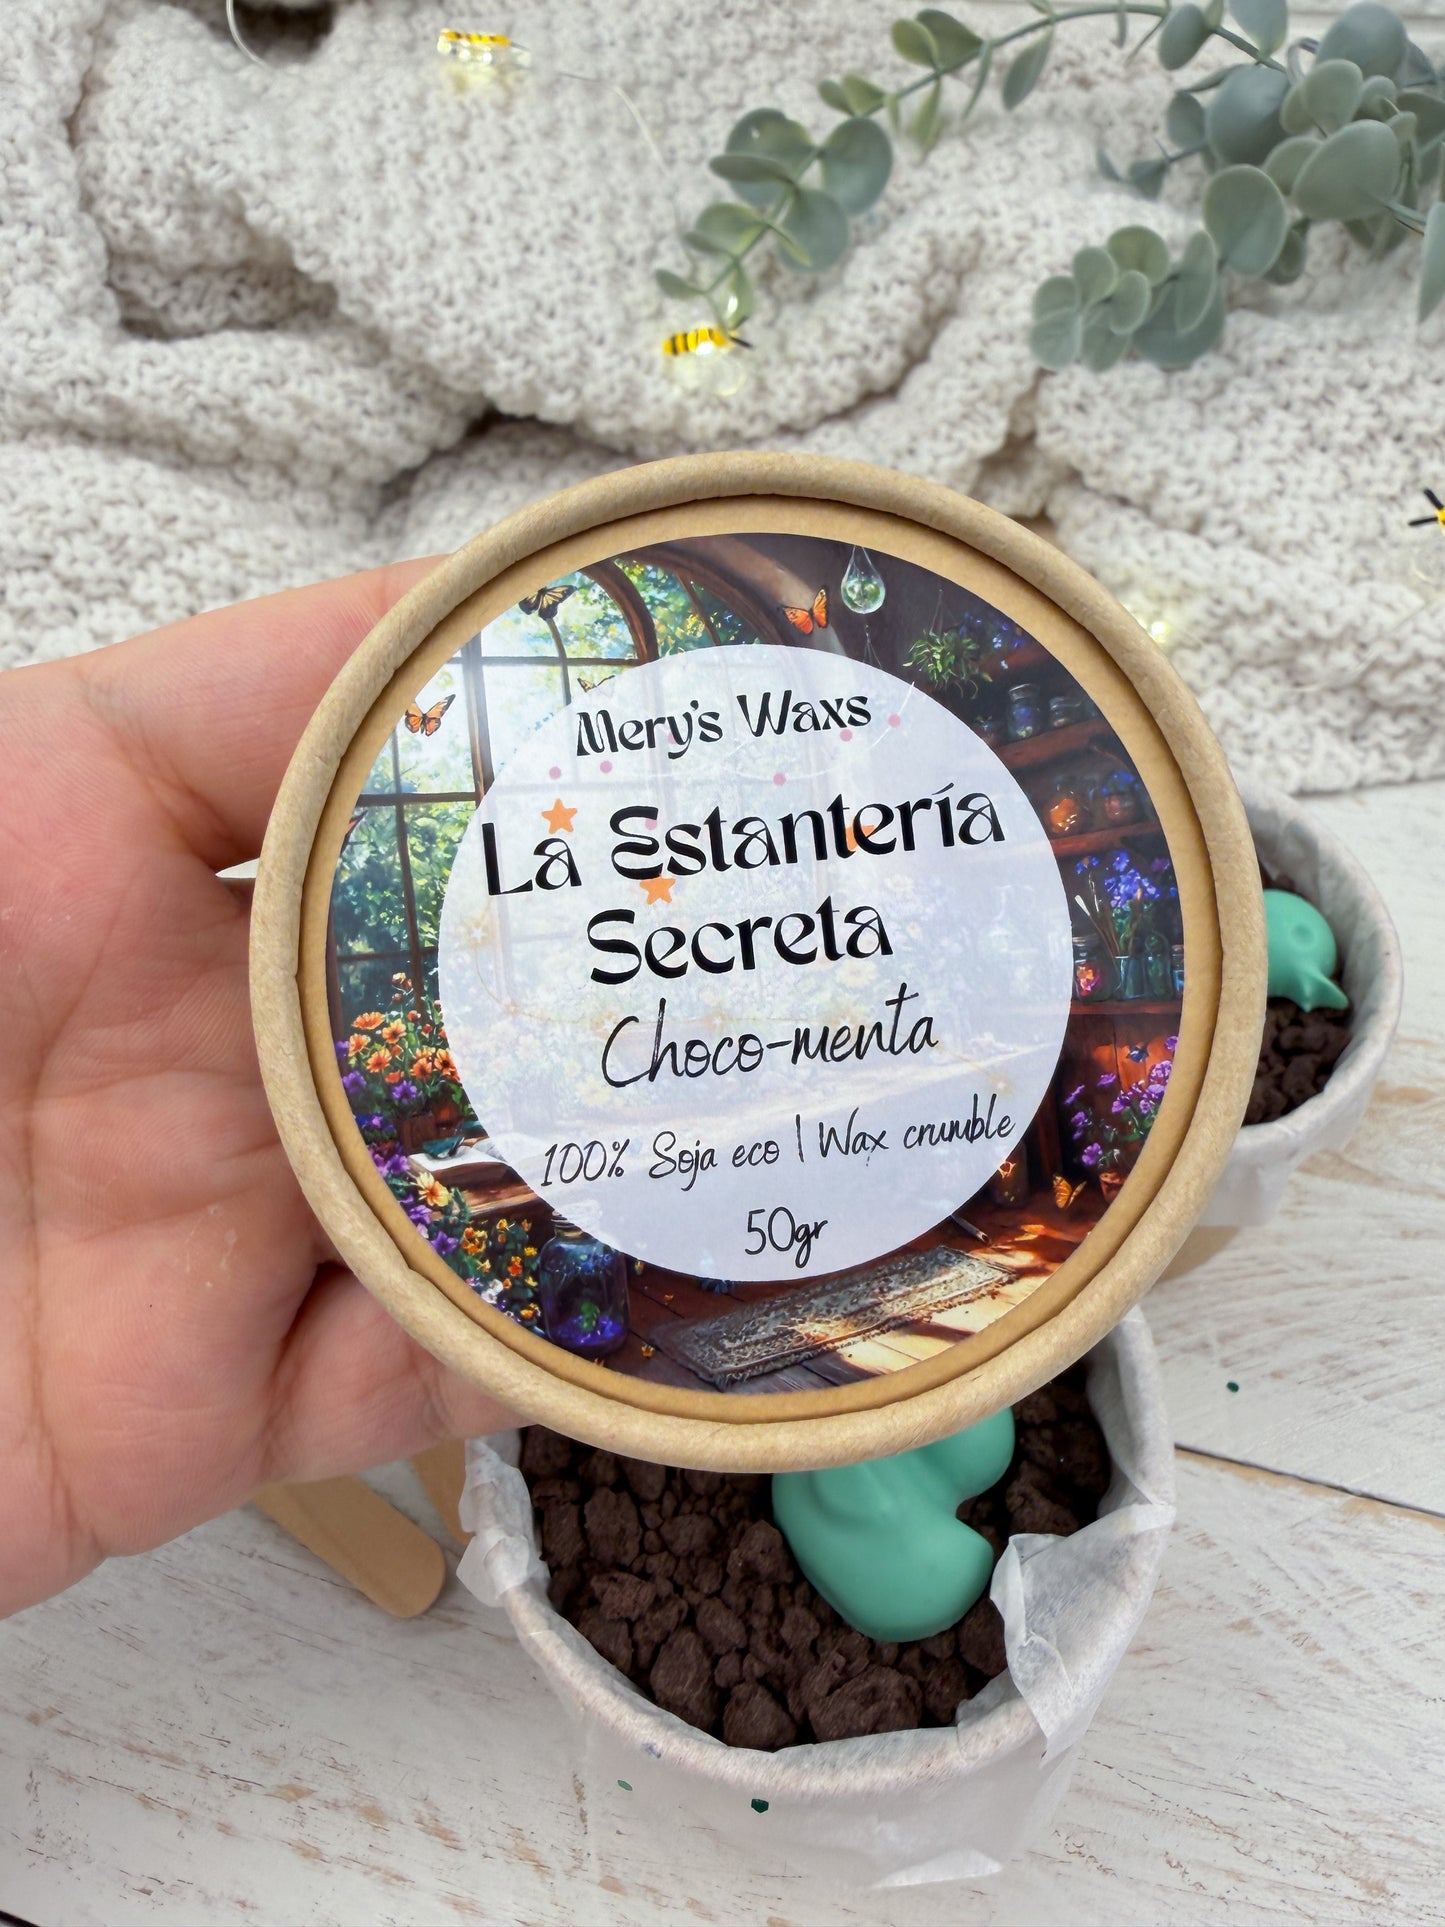 Mery's Waxs
La Estantería
Secreta
Choco-menta
100% Soja eco | Wax crumble
50gr